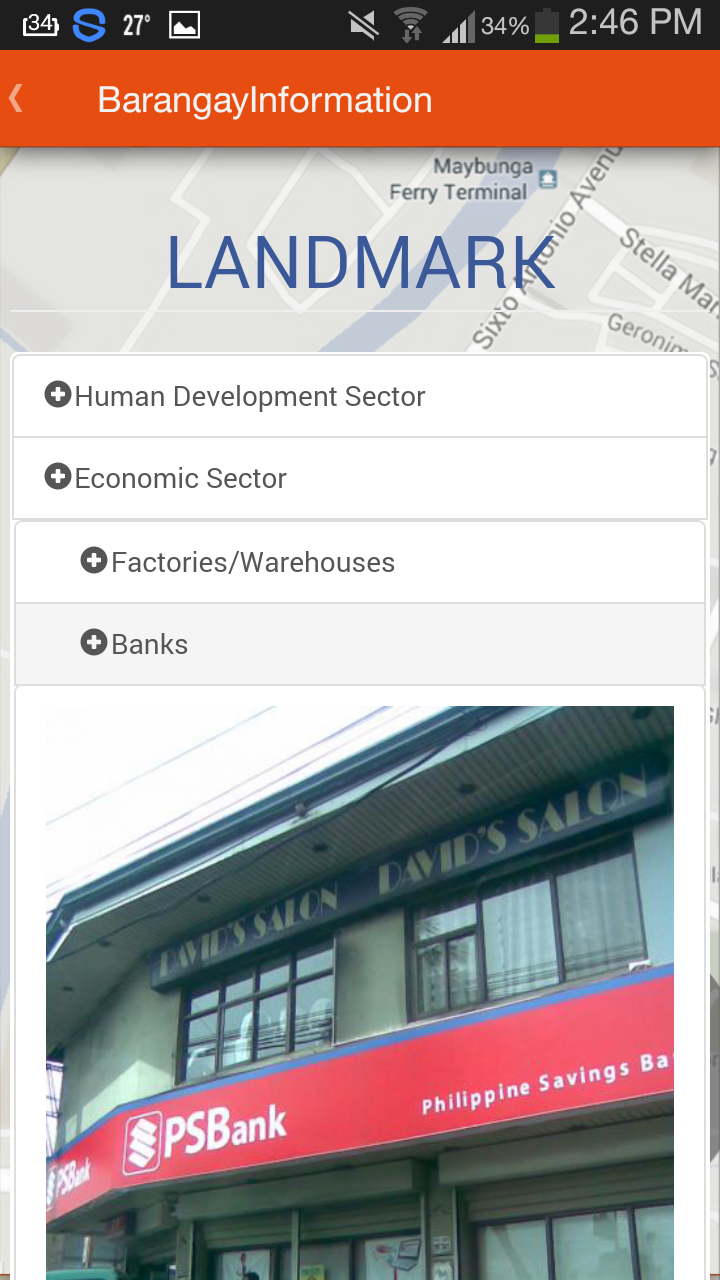 34 27° 34% 2:46 PM
BarangayInformation
Maybunga
Ferry Terminal
Sixto Antonio Avenu
Stella Mar
Geronim
LANDMARK
Human Development Sector
Economic Sector
Factories/Warehouses
Banks
DAVID'S SALON DAVID'S SALON
PSBank PSBank Philippine Savings Ba